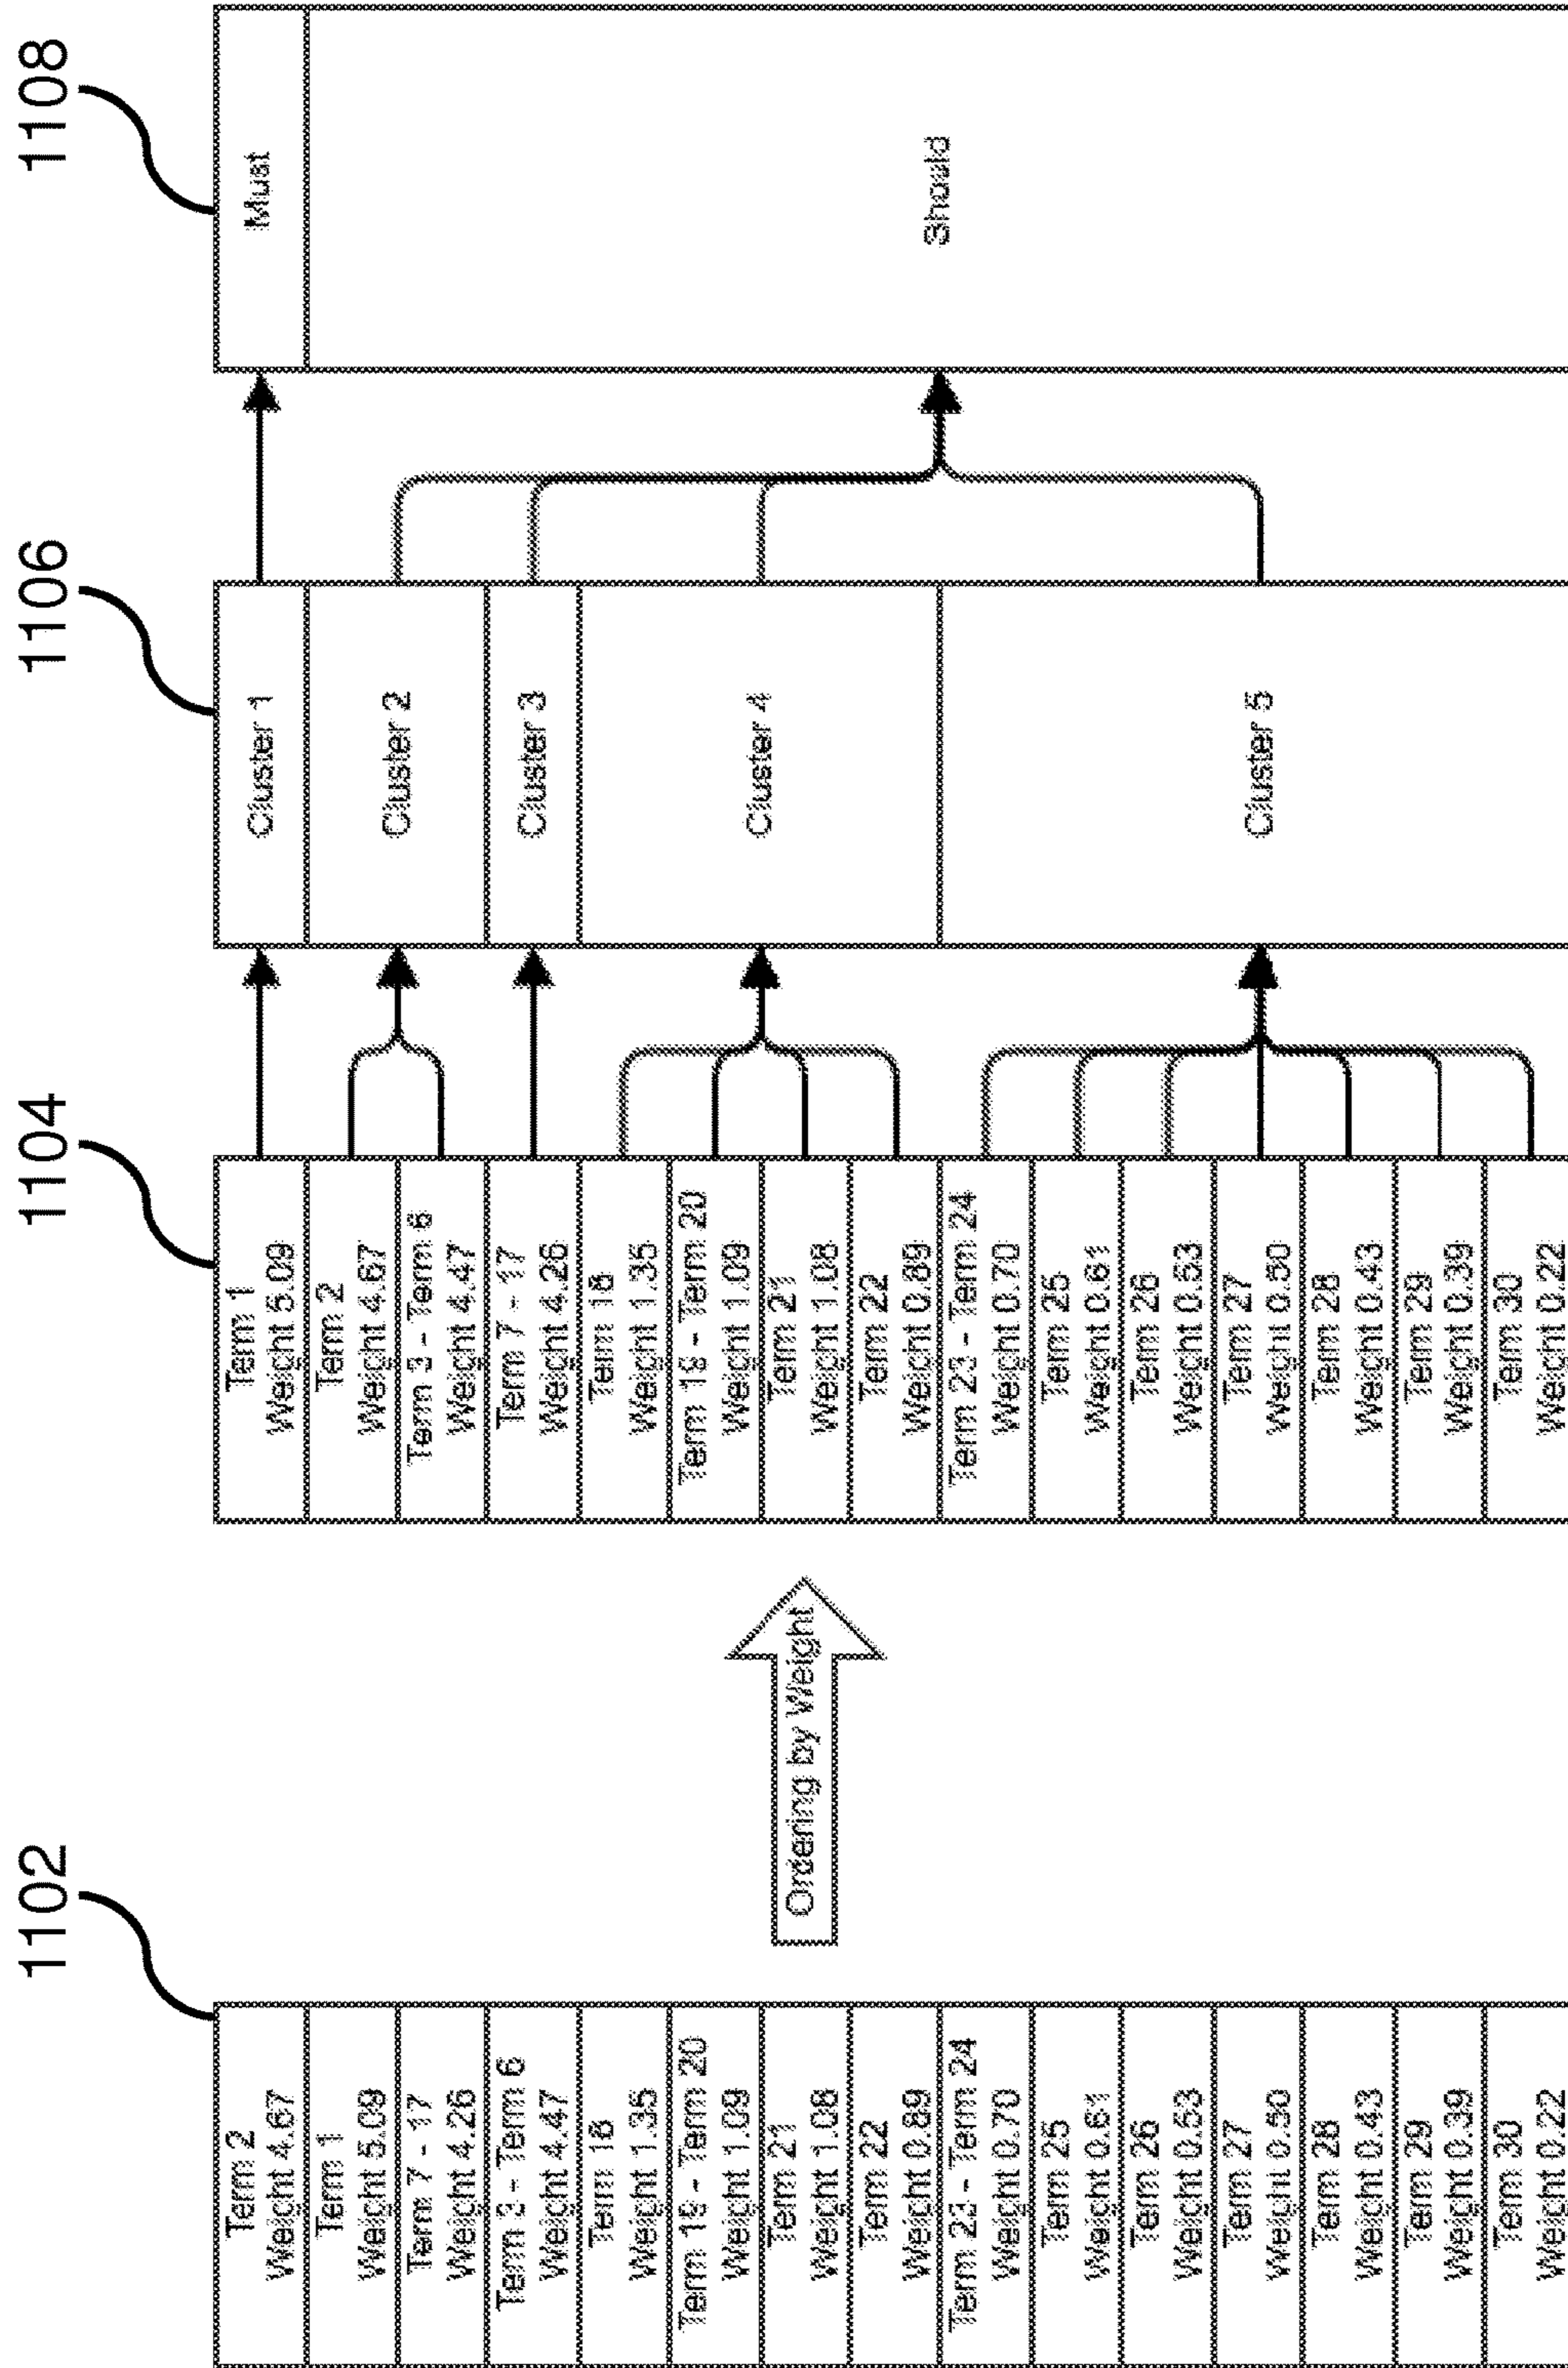 1102
Term 2
Weight 4.67
Term 1
Weight 5.09
Term 7 - 17
Weight 4.26
Term 3 - Term 6
Weight 4.47
Term 18
Weight 1.35
Term 19 - Term 20
Weight 1.09
Term 21
Weight 1.08
Term 22
Weight 0.89
Term 23 - Term 24
Weight 0.70
Term 25
Weight 0.61
Term 26
Weight 0.53
Term 27
Weight 0.50
Term 28
Weight 0.43
Term 29
Weight 0.39
Term 30
Weight 0.22
Ordering by Weight
1104
Term 1
Weight 5.09
Term 2
Weight 4.67
Term 3 - Term 6
Weight 4.47
Term 7 - 17
Weight 4.26
Term 18
Weight 1.35
Term 19 - Term 20
Weight 1.09
Term 21
Weight 1.08
Term 22
Weight 0.89
Term 23 - Term 24
Weight 0.70
Term 25
Weight 0.61
Term 26
Weight 0.53
Term 27
Weight 0.50
Term 28
Weight 0.43
Term 29
Weight 0.39
Term 30
Weight 0.22
1106
Cluster 1
Cluster 2
Cluster 3
Cluster 4
Cluster 5
1108
Must
Should